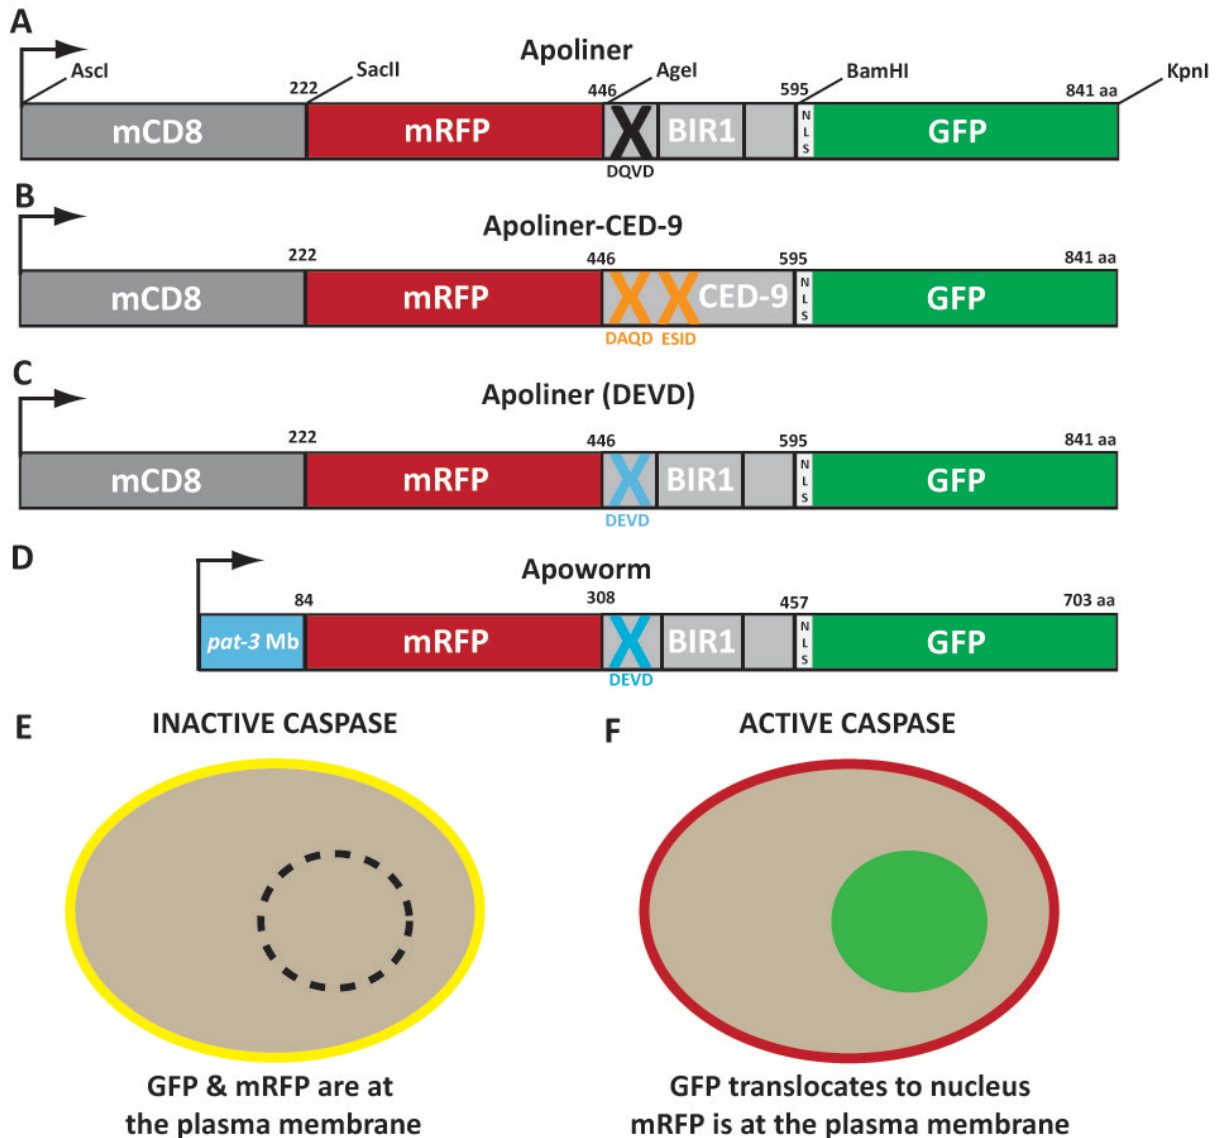 A
Apoliner
AscI
SacII
AgeI
BamHI
KpnI
222
446
595
841 aa
mCD8
mRFP
X
BIR1
NLS
GFP
DQVD
B
Apoliner-CED-9
222
446
595
841 aa
mCD8
mRFP
X X
CED-9
NLS
GFP
DAQD ESID
C
Apoliner (DEVD)
222
446
595
841 aa
mCD8
mRFP
X
BIR1
NLS
GFP
DEVD
D
Apoworm
84
308
457
703 aa
pat-3 Mb
mRFP
X
BIR1
NLS
GFP
DEVD
E
INACTIVE CASPASE
GFP & mRFP are at
the plasma membrane
F
ACTIVE CASPASE
GFP translocates to nucleus
mRFP is at the plasma membrane